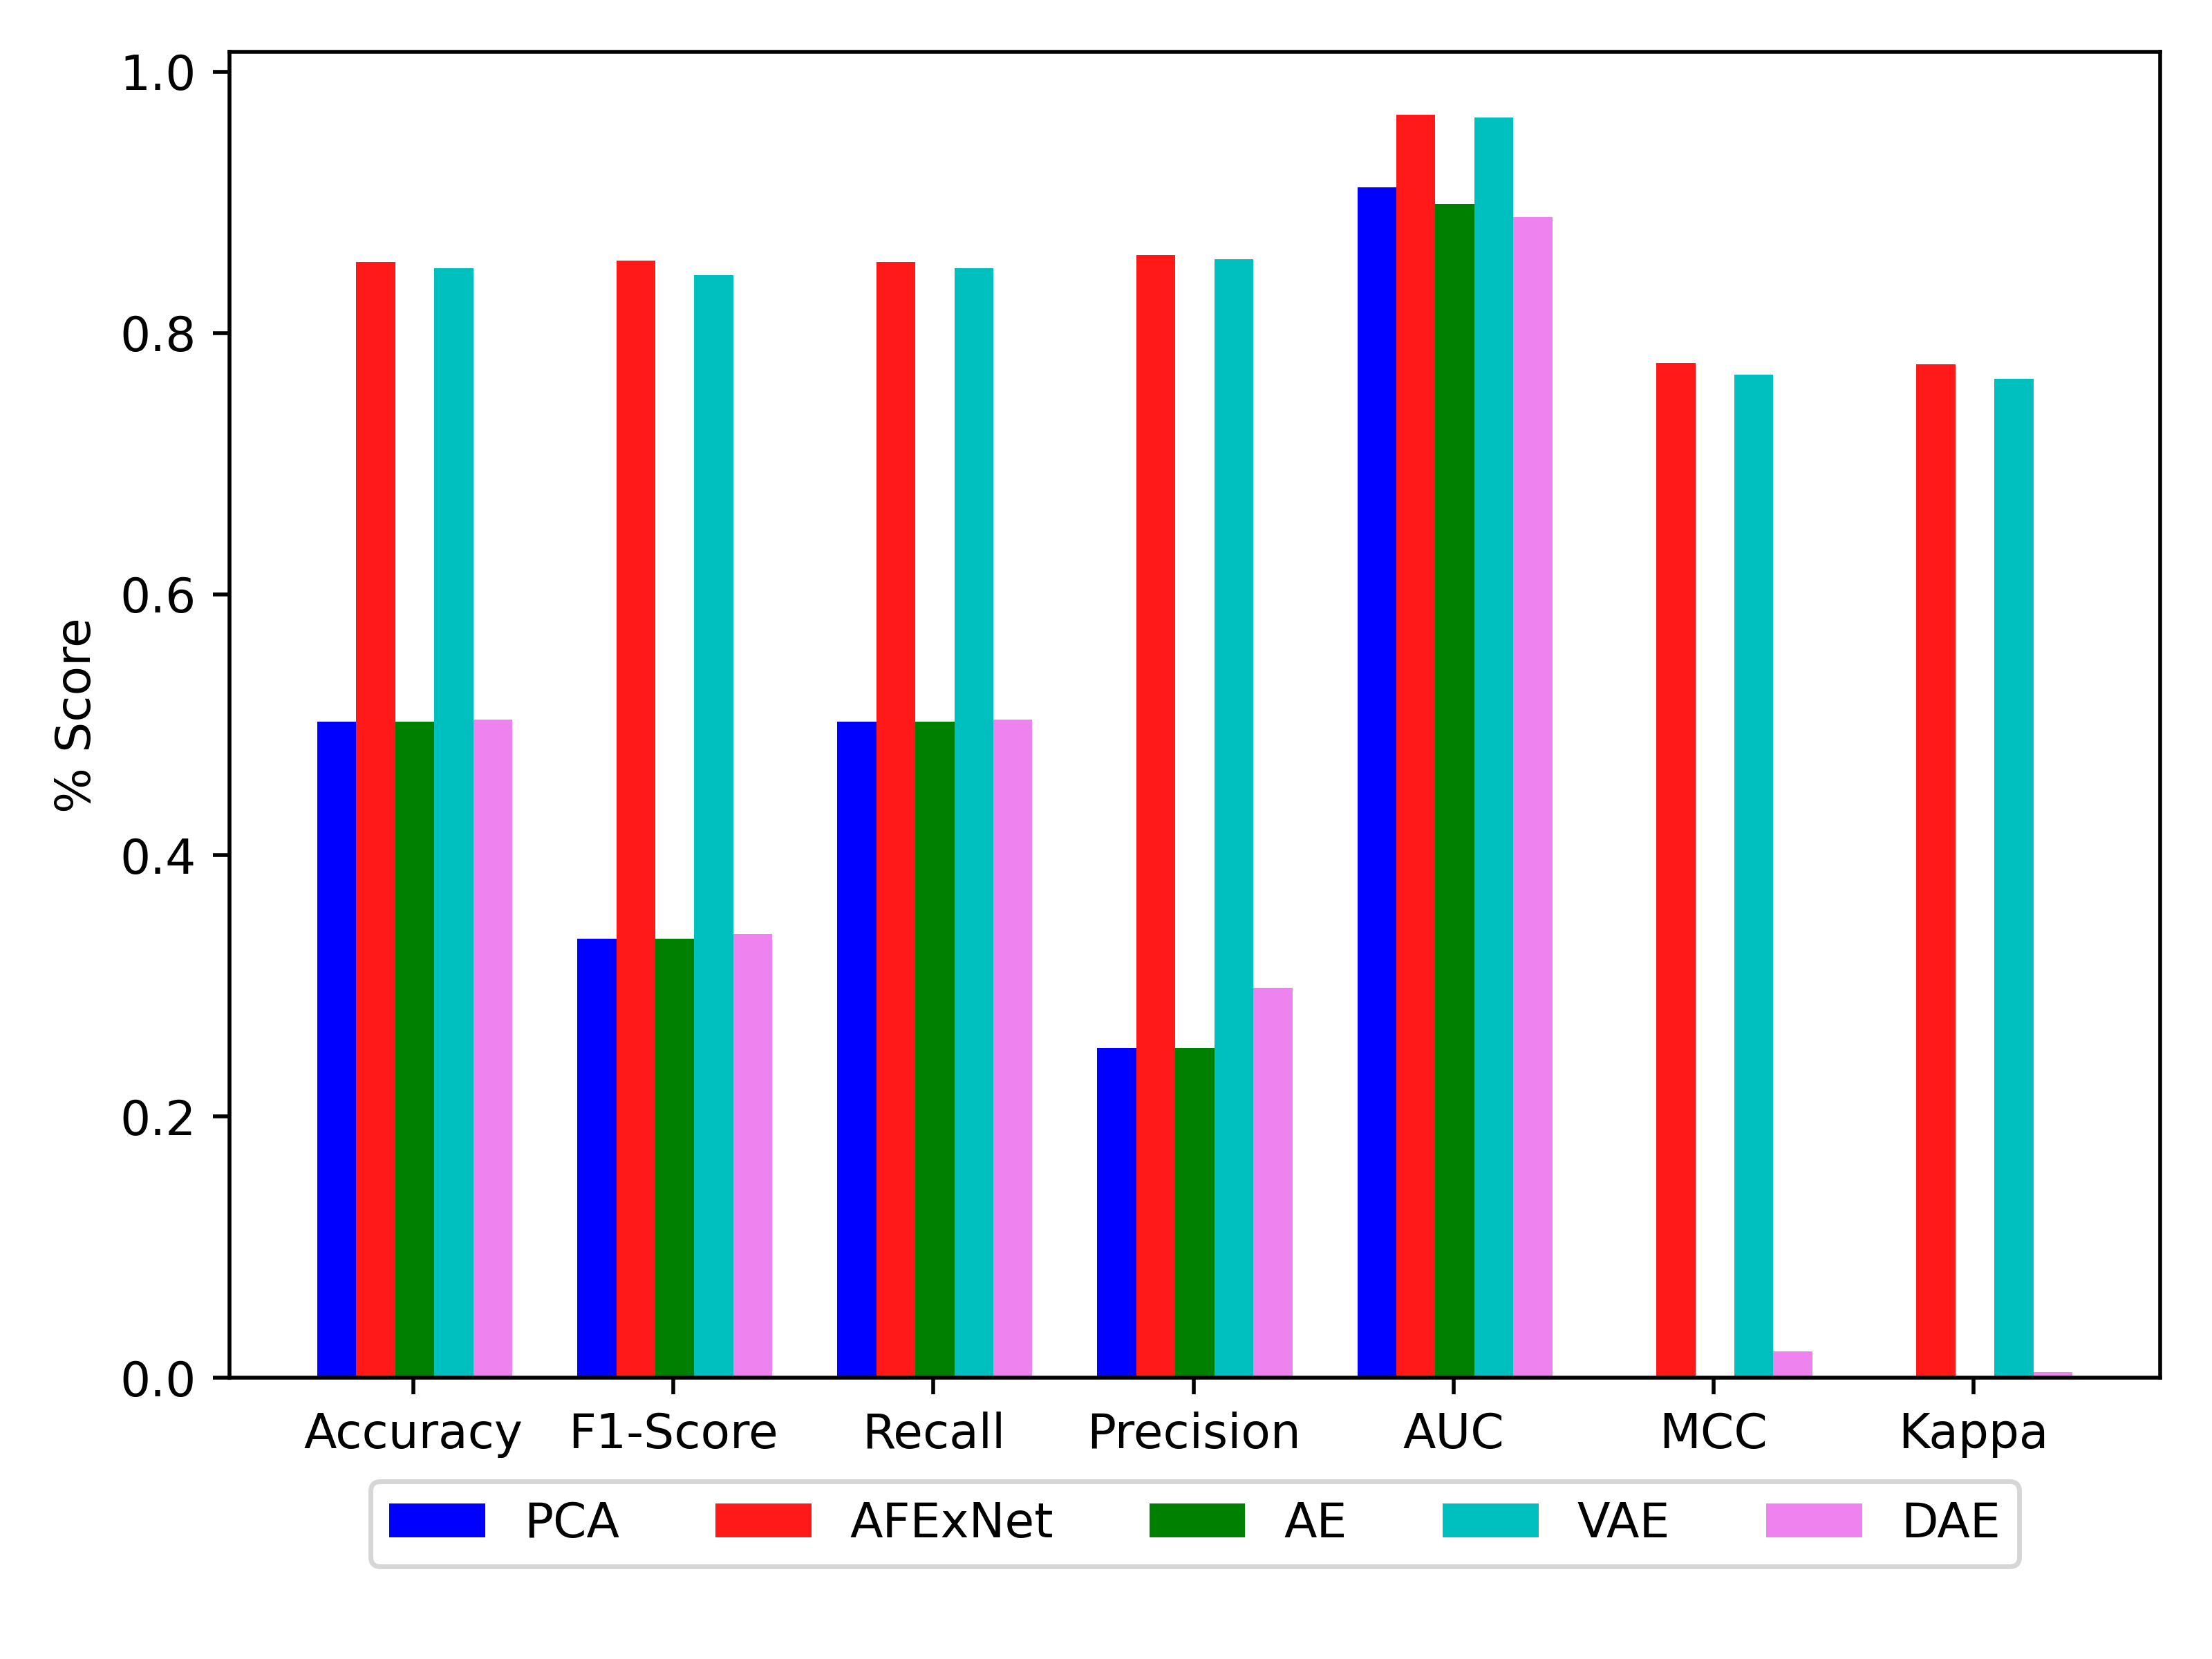 % Score
1.0
0.8
0.6
0.4
0.2
0.0
Accuracy F1-Score Recall Precision AUC MCC Kappa
PCA AFExNet AE VAE DAE